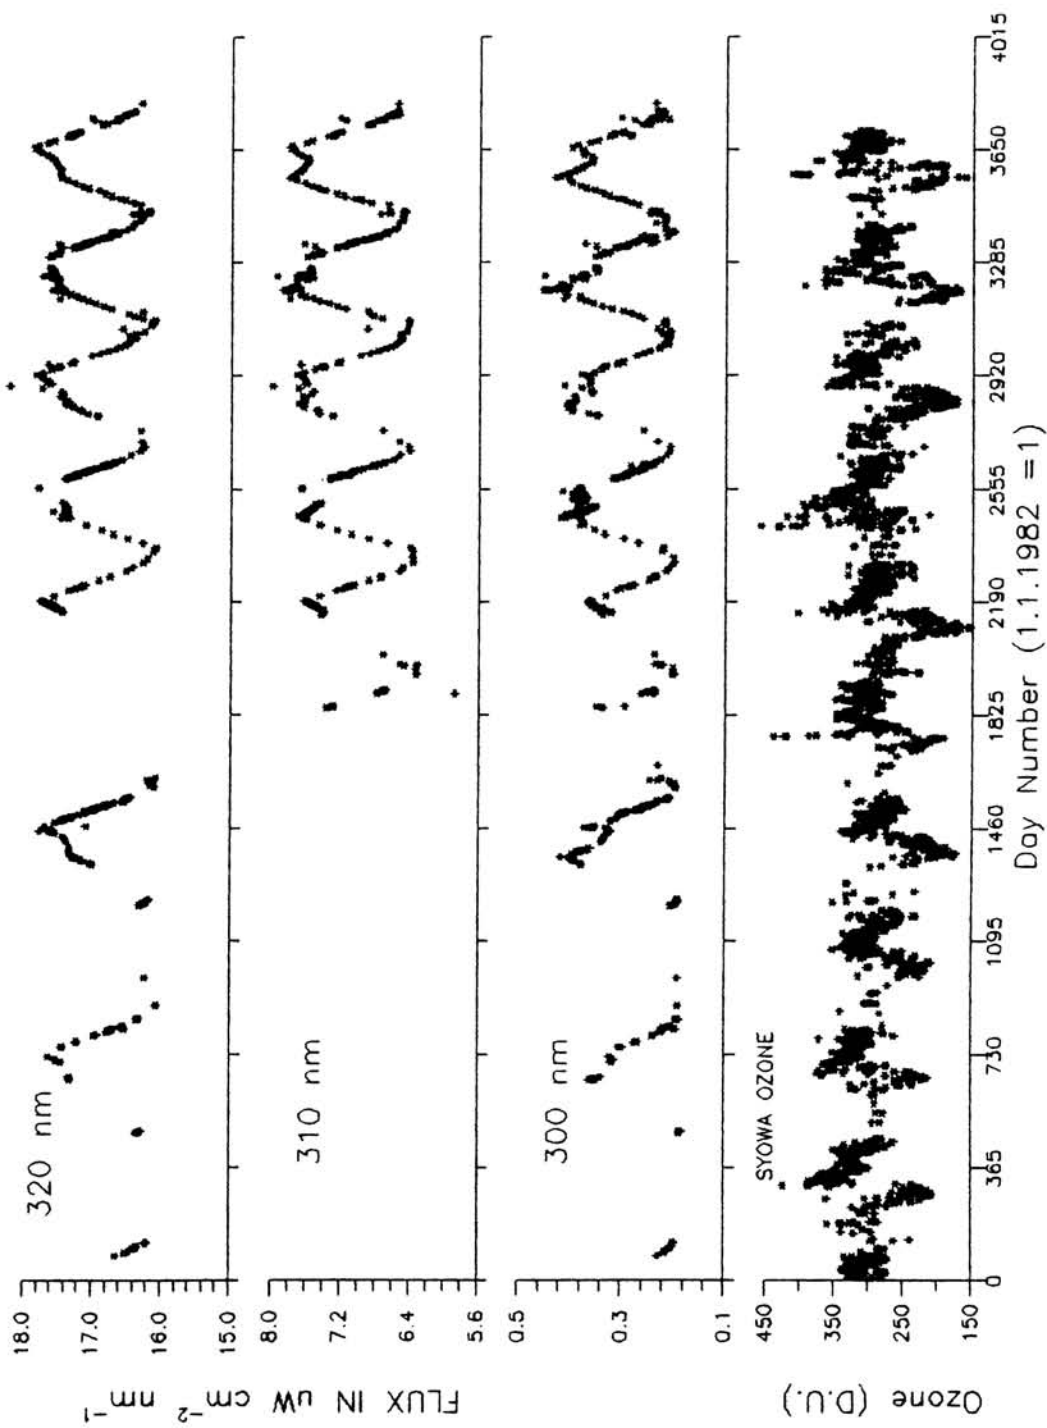 320 nm
18.0
17.0
16.0
15.0
310 nm
8.0
7.2
6.4
5.6
300 nm
0.5
0.3
0.1
SYOWA OZONE
450
350
250
150
FLUX IN uW cm⁻² nm⁻¹
Ozone (D.U.)
0 365 730 1095 1460 1825 2190 2555 2920 3285 3650 4015
Day Number (1.1.1982 =1)